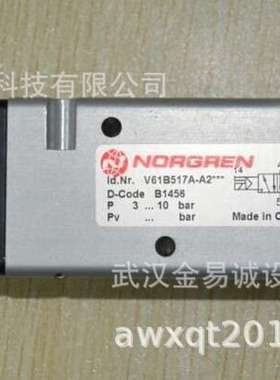 科技有限公司
NORGREN
Id.Nr. V61B517A-A2***
D-Code B1456
P 3 ... 10 bar
Pv ... bar
14
Made in
武汉金易诚设
awxqt201